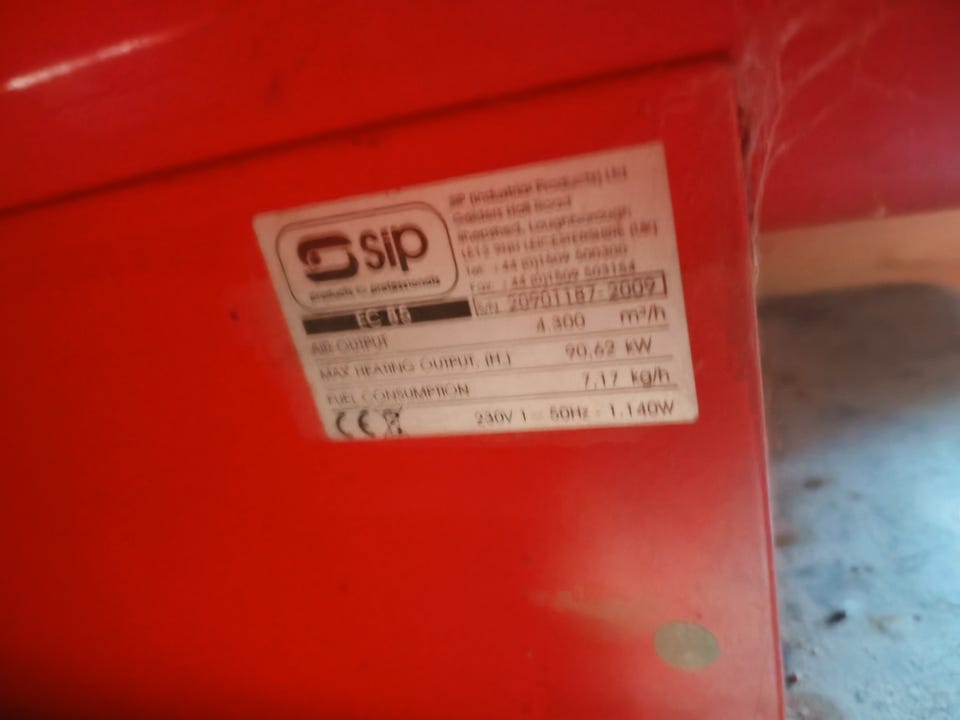 sip
products for professionals
SIP (Industrial Products) Ltd
Gelders Hall Road
Shepshed, Loughborough
LE12 9NH LEICESTERSHIRE (UK)
Tel. +44 (0)1509 500300
Fax. +44 (0)1509 503154
S/N 20901187-2009
EC 85
AIR OUTPUT 4.300 m³/h
MAX HEATING OUTPUT. (H.) 90,62 kW
FUEL CONSUMPTION 7,17 kg/h
CE 230V 1 ~ 50Hz - 1.140W